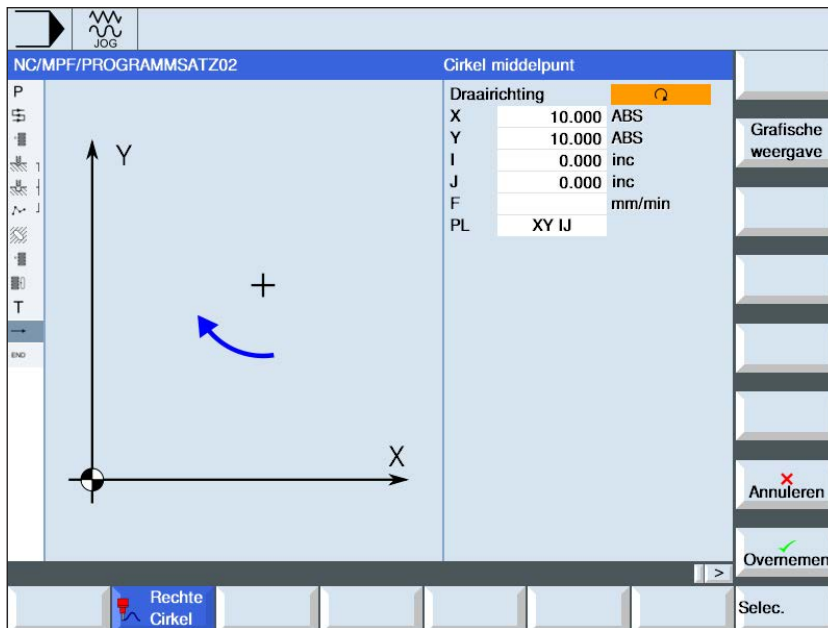 JOG
NC/MPF/PROGRAMMSATZ02
Cirkel middelpunt
P
T
END
Y
X
Draairichting
X 10.000 ABS
Y 10.000 ABS
I 0.000 inc
J 0.000 inc
F mm/min
PL XY IJ
Grafische
weergave
Annuleren
Overnemen
>
Rechte
Cirkel
Selec.